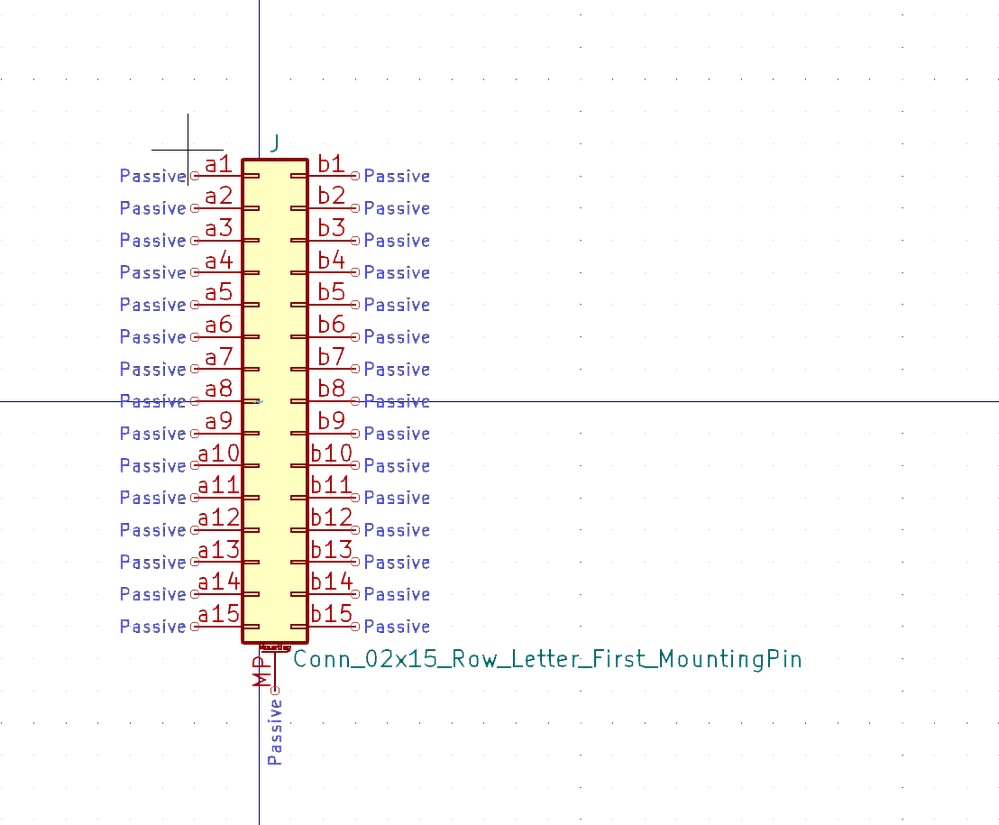 J
a1 b1
Passive Passive
a2 b2
Passive Passive
a3 b3
Passive Passive
a4 b4
Passive Passive
a5 b5
Passive Passive
a6 b6
Passive Passive
a7 b7
Passive Passive
a8 b8
Passive Passive
a9 b9
Passive Passive
a10 b10
Passive Passive
a11 b11
Passive Passive
a12 b12
Passive Passive
a13 b13
Passive Passive
a14 b14
Passive Passive
a15 b15
Passive Passive
Mounting
MP
Conn_02x15_Row_Letter_First_MountingPin
Passive